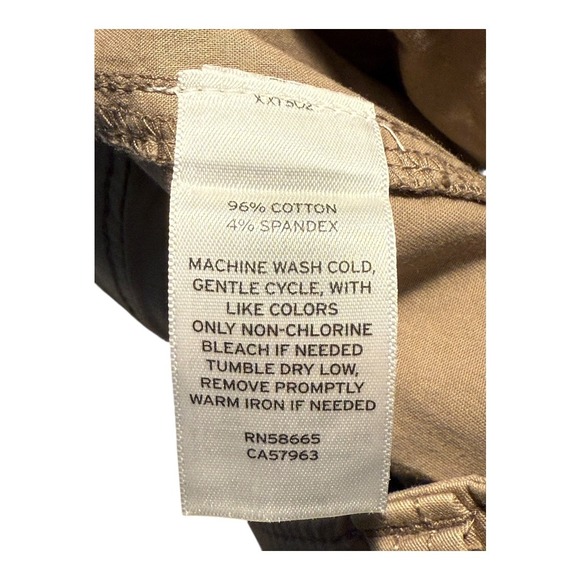 96% COTTON
4% SPANDEX
MACHINE WASH COLD,
GENTLE CYCLE, WITH
LIKE COLORS
ONLY NON-CHLORINE
BLEACH IF NEEDED
TUMBLE DRY LOW,
REMOVE PROMPTLY
WARM IRON IF NEEDED
RN58665
CA57963